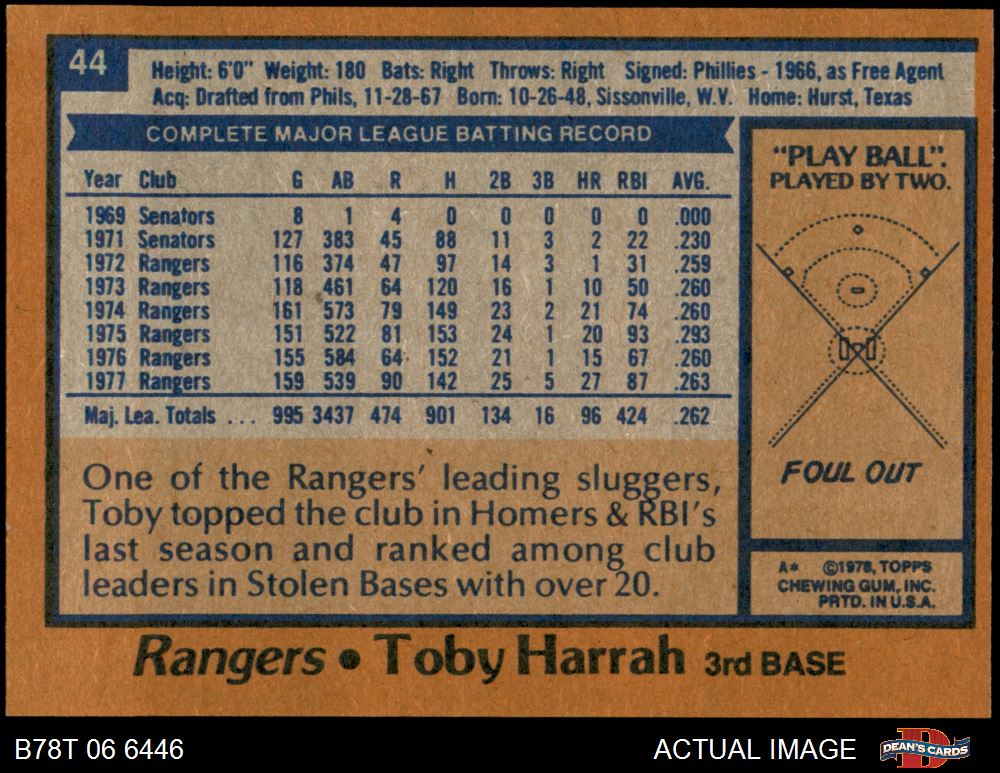 44
Height: 6'0" Weight: 180 Bats: Right Throws: Right Signed: Phillies - 1966, as Free Agent
Acq: Drafted from Phils, 11-28-67 Born: 10-26-48, Sissonville, W.V. Home: Hurst, Texas
COMPLETE MAJOR LEAGUE BATTING RECORD
Year Club G AB R H 2B 3B HR RBI AVG.
1969 Senators 8 1 4 0 0 0 0 0 .000
1971 Senators 127 383 45 88 11 3 2 22 .230
1972 Rangers 116 374 47 97 14 3 1 31 .259
1973 Rangers 118 461 64 120 16 1 10 50 .260
1974 Rangers 161 573 79 149 23 2 21 74 .260
1975 Rangers 151 522 81 153 24 1 20 93 .293
1976 Rangers 155 584 64 152 21 1 15 67 .260
1977 Rangers 159 539 90 142 25 5 27 87 .263
Maj. Lea. Totals ... 995 3437 474 901 134 16 96 424 .262
One of the Rangers' leading sluggers,
Toby topped the club in Homers & RBI's
last season and ranked among club
leaders in Stolen Bases with over 20.
"PLAY BALL".
PLAYED BY TWO.
FOUL OUT
A* ©1978, TOPPS
CHEWING GUM, INC.
PRTD. IN U.S.A.
Rangers • Toby Harrah 3rd BASE
B78T 06 6446
ACTUAL IMAGE
DEAN'S CARDS